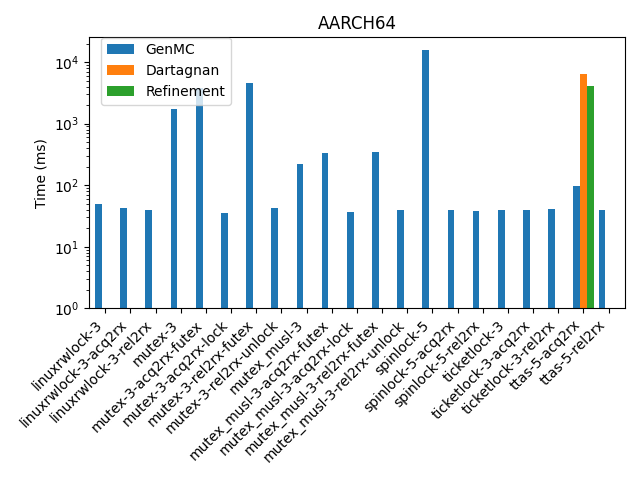 AARCH64
GenMC
Dartagnan
Refinement
Time (ms)
10^4
10^3
10^2
10^1
10^0
linuxrwlock-3
linuxrwlock-3-acq2rx
linuxrwlock-3-rel2rx
mutex-3
mutex-3-acq2rx-futex
mutex-3-acq2rx-lock
mutex-3-rel2rx-futex
mutex-3-rel2rx-unlock
mutex_musl-3
mutex_musl-3-acq2rx-futex
mutex_musl-3-acq2rx-lock
mutex_musl-3-rel2rx-futex
mutex_musl-3-rel2rx-unlock
spinlock-5
spinlock-5-acq2rx
spinlock-5-rel2rx
ticketlock-3
ticketlock-3-acq2rx
ticketlock-3-rel2rx
ttas-5-acq2rx
ttas-5-rel2rx